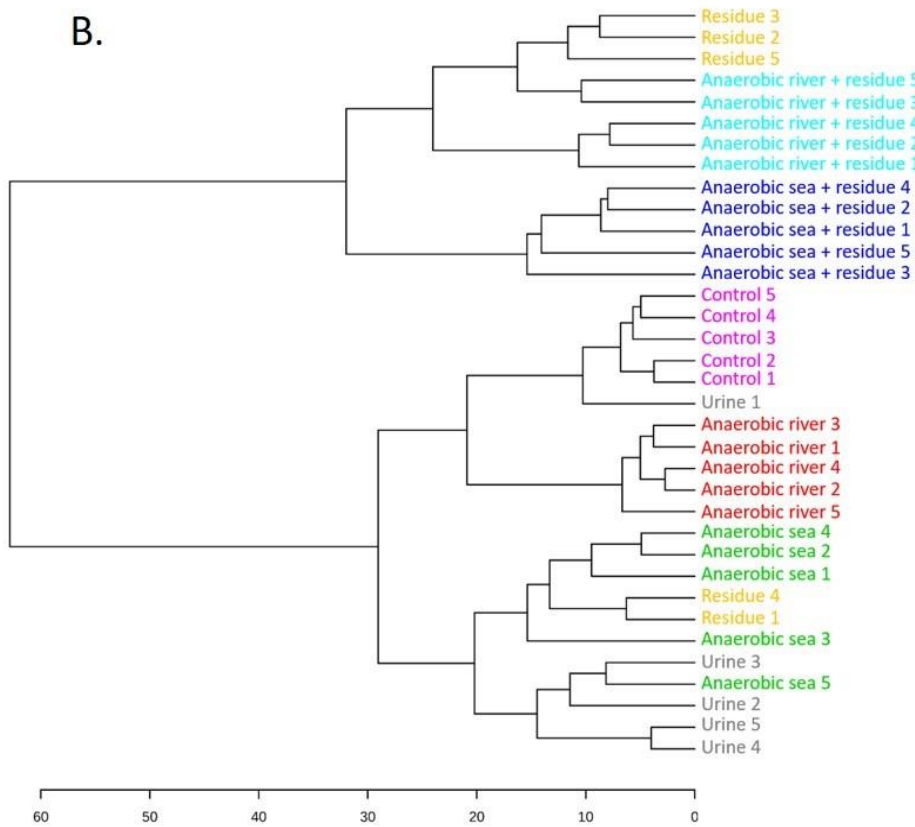 B.
Residue 3
Residue 2
Residue 5
Anaerobic river + residue 5
Anaerobic river + residue 3
Anaerobic river + residue 4
Anaerobic river + residue 2
Anaerobic river + residue 1
Anaerobic sea + residue 4
Anaerobic sea + residue 2
Anaerobic sea + residue 1
Anaerobic sea + residue 5
Anaerobic sea + residue 3
Control 5
Control 4
Control 3
Control 2
Control 1
Urine 1
Anaerobic river 3
Anaerobic river 1
Anaerobic river 4
Anaerobic river 2
Anaerobic river 5
Anaerobic sea 4
Anaerobic sea 2
Anaerobic sea 1
Residue 4
Residue 1
Anaerobic sea 3
Urine 3
Anaerobic sea 5
Urine 2
Urine 5
Urine 4
60 50 40 30 20 10 0